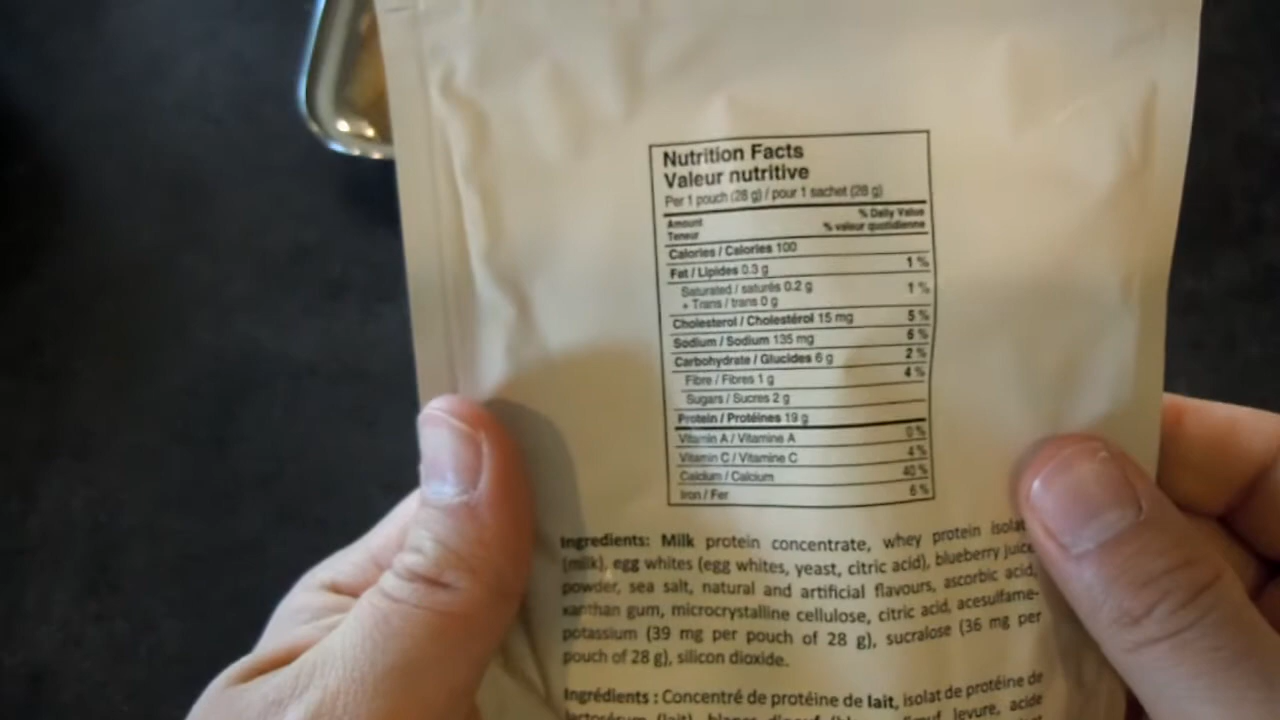 Nutrition Facts
Valeur nutritive
Per 1 pouch (28 g) / pour 1 sachet (28 g)
Amount % Daily Value
Teneur % valeur quotidienne
Calories / Calories 100
Fat / Lipides 0.3 g 1 %
Saturated / saturés 0.2 g 1 %
+ Trans / trans 0 g
Cholesterol / Cholestérol 15 mg 5 %
Sodium / Sodium 135 mg 6 %
Carbohydrate / Glucides 6 g 2 %
Fibre / Fibres 1 g 4 %
Sugars / Sucres 2 g
Protein / Protéines 19 g
Vitamin A / Vitamine A 0 %
Vitamin C / Vitamine C 4 %
Calcium / Calcium 40 %
Iron / Fer 6 %
Ingredients: Milk protein concentrate, whey protein isolat
(milk), egg whites (egg whites, yeast, citric acid), blueberry juice
powder, sea salt, natural and artificial flavours, ascorbic acid,
xanthan gum, microcrystalline cellulose, citric acid, acesulfame-
potassium (39 mg per pouch of 28 g), sucralose (36 mg per
pouch of 28 g), silicon dioxide.
Ingrédients : Concentré de protéine de lait, isolat de protéine de
(lait), levure, acide